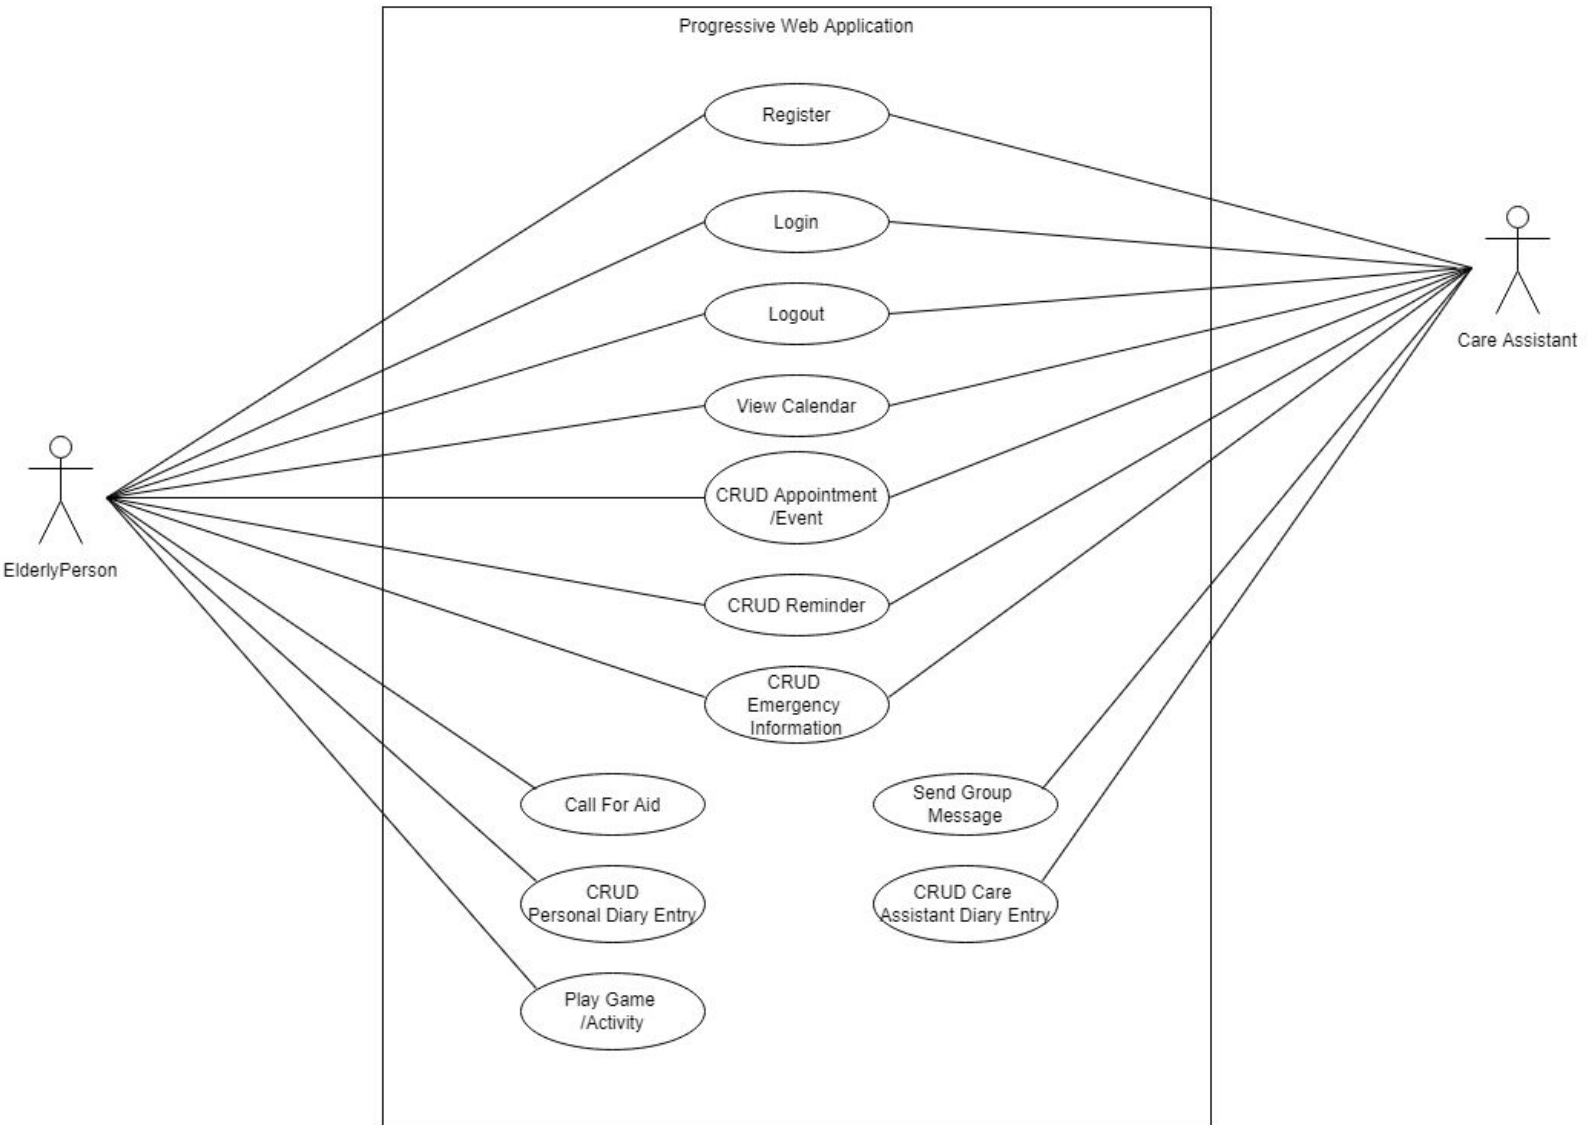 Progressive Web Application
Register
Login
Logout
Care Assistant
View Calendar
CRUD Appointment
/Event
ElderlyPerson
CRUD Reminder
CRUD
Emergency
Information
Call For Aid
Send Group
Message
CRUD
Personal Diary Entry
CRUD Care
Assistant Diary Entry
Play Game
/Activity